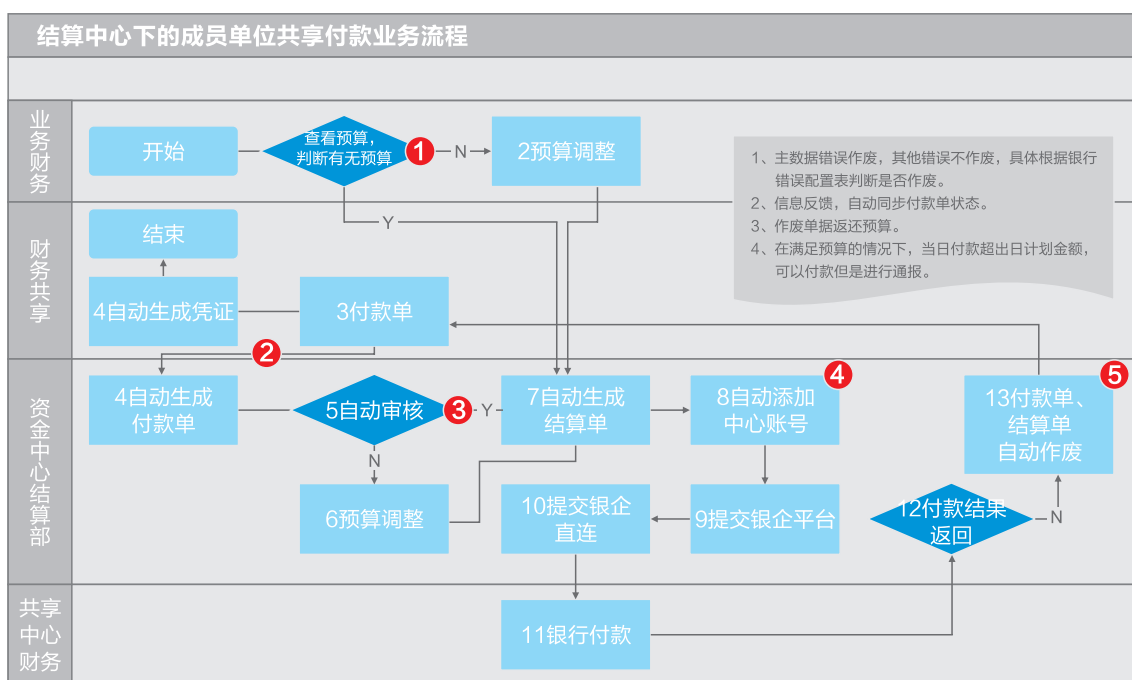 结算中心下的成员单位共享付款业务流程
业务财务
开始
查看预算，
判断有无预算
1
N
2预算调整
Y
1、主数据错误作废，其他错误不作废，具体根据银行
错误配置表判断是否作废。
2、信息反馈，自动同步付款单状态。
3、作废单据返还预算。
4、在满足预算的情况下，当日付款超出日计划金额，
可以付款但是进行通报。
财务共享
结束
4自动生成凭证
3付款单
2
资金中心结算部
4自动生成
付款单
5自动审核
3
Y
N
6预算调整
7自动生成
结算单
8自动添加
中心账号
4
9提交银企平台
10提交银企
直连
12付款结果
返回
N
13付款单、
结算单
自动作废
5
共享
中心
财务
11银行付款